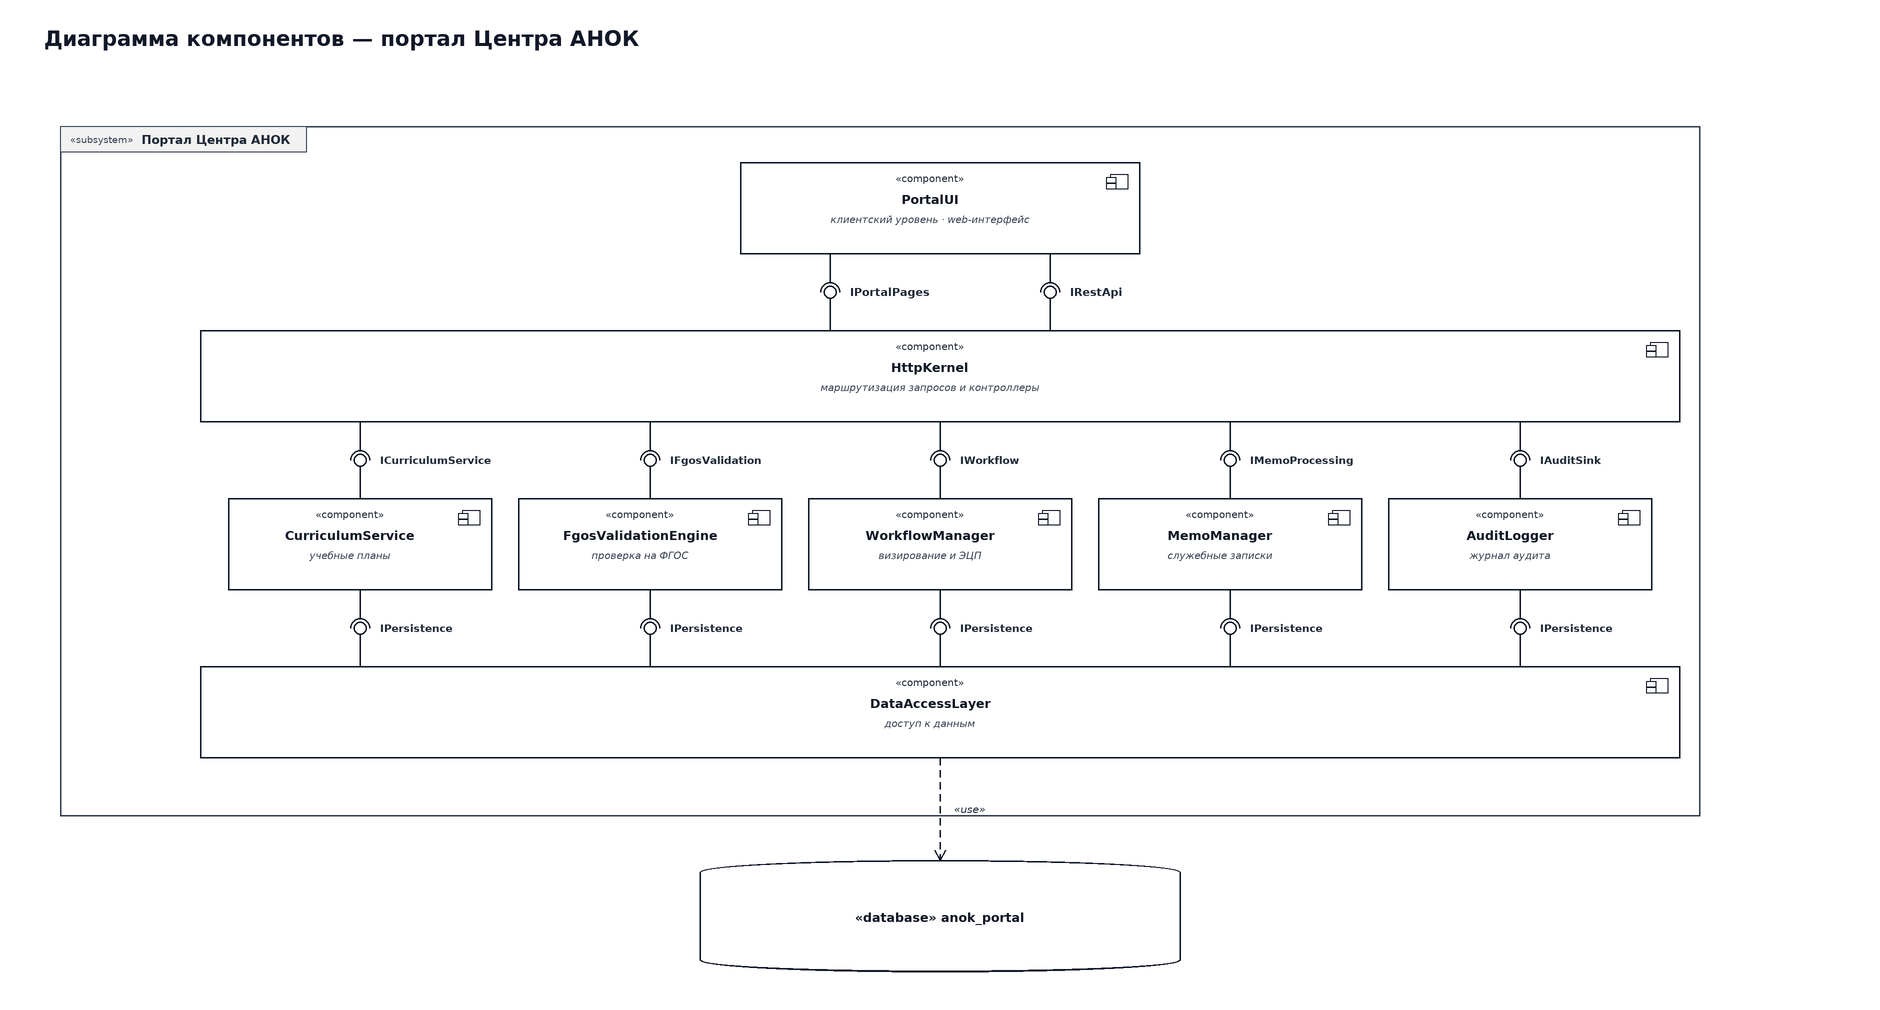 Диаграмма компонентов — портал Центра АНОК
«subsystem» Портал Центра АНОК
«component»
PortalUI
клиентский уровень · web-интерфейс
IPortalPages
IRestApi
«component»
HttpKernel
маршрутизация запросов и контроллеры
ICurriculumService
IFgosValidation
IWorkflow
IMemoProcessing
IAuditSink
«component»
CurriculumService
учебные планы
«component»
FgosValidationEngine
проверка на ФГОС
«component»
WorkflowManager
визирование и ЭЦП
«component»
MemoManager
служебные записки
«component»
AuditLogger
журнал аудита
IPersistence
IPersistence
IPersistence
IPersistence
IPersistence
«component»
DataAccessLayer
доступ к данным
«use»
«database» anok_portal